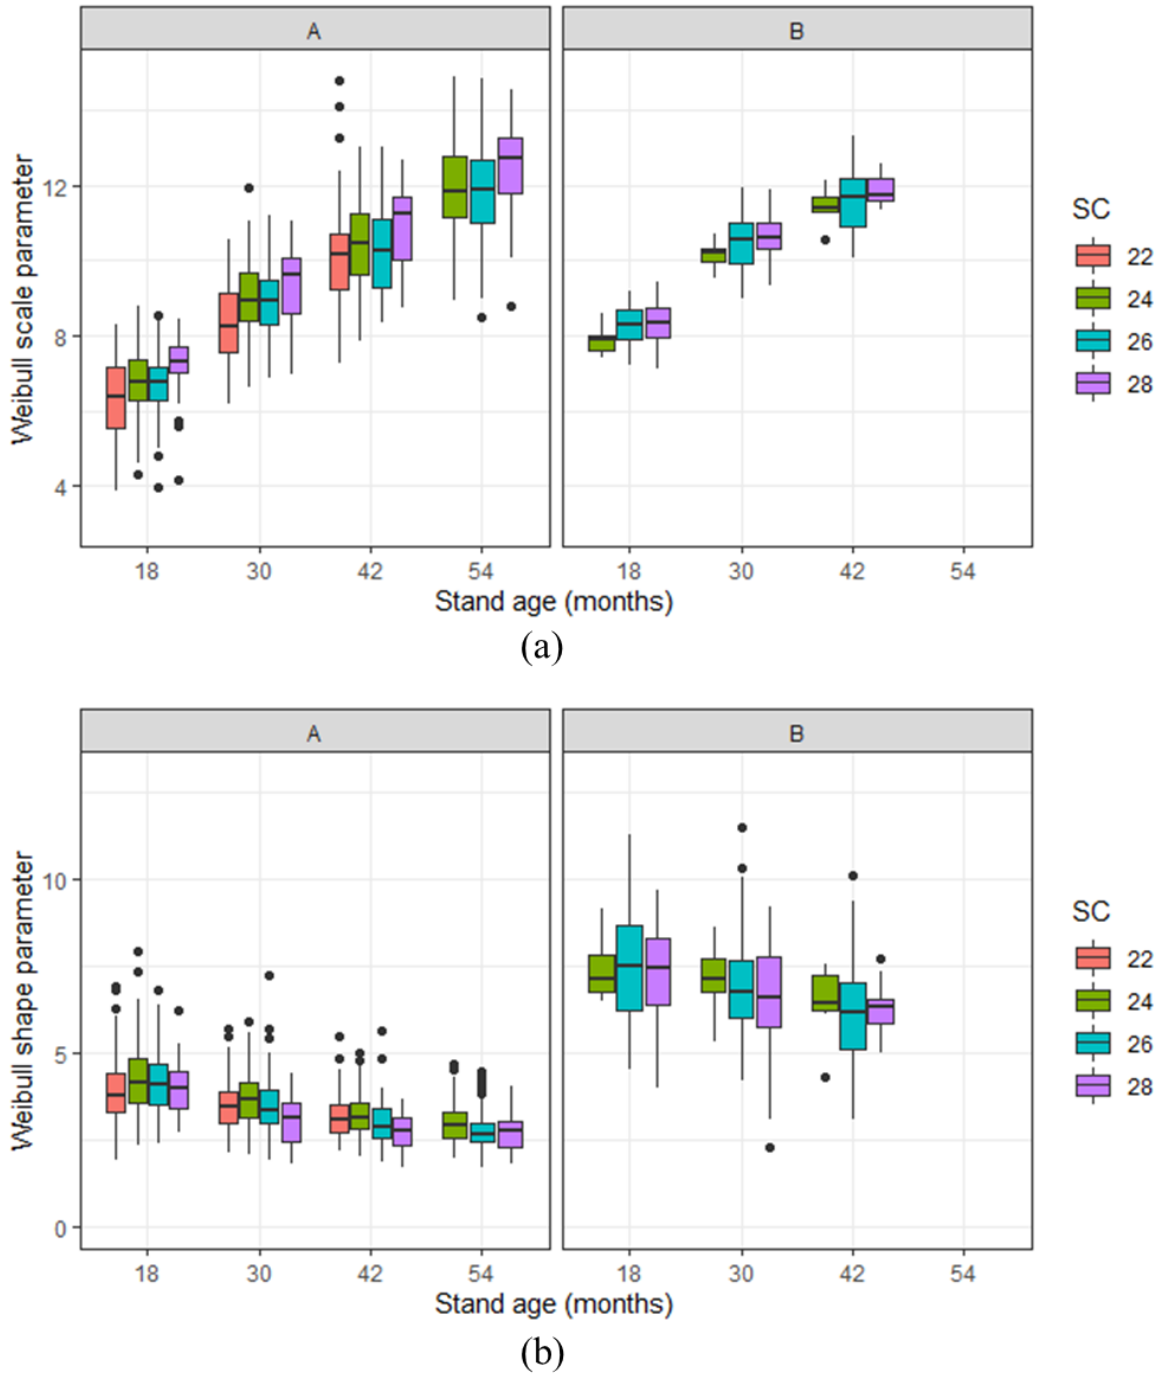 A B
Weibull scale parameter
12
8
4
18 30 42 54 18 30 42 54
Stand age (months)
SC
22
24
26
28
(a)
A B
Weibull shape parameter
10
5
0
18 30 42 54 18 30 42 54
Stand age (months)
SC
22
24
26
28
(b)